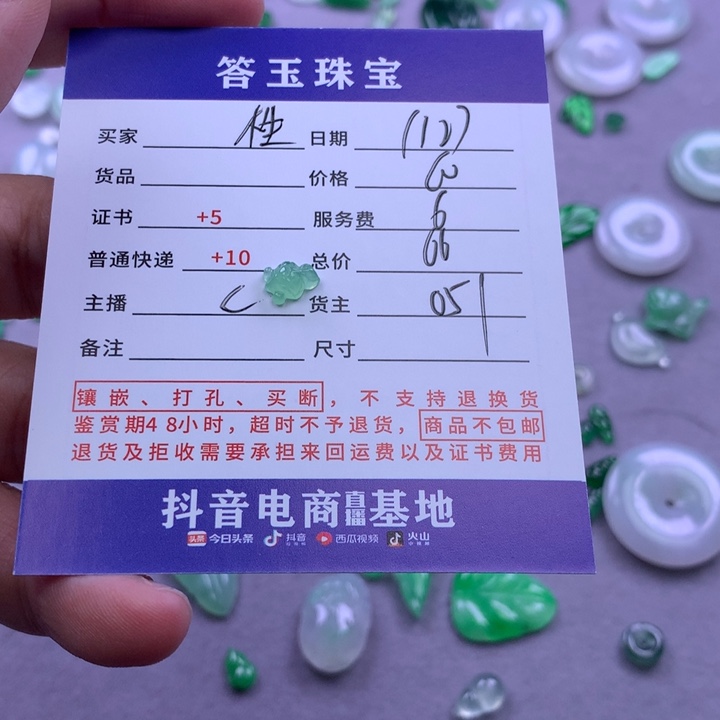 答玉珠宝
买家 日期 (12)
货品 价格
证书 +5 服务费 6
普通快递 +10 总价 66
主播 货主 051
备注 尺寸
镶嵌、打孔、买断，不支持退换货
鉴赏期48小时，超时不予退货，商品不包邮
退货及拒收需要承担来回运费以及证书费用
抖音电商直播基地
头条 今日头条 抖音 西瓜视频 火山